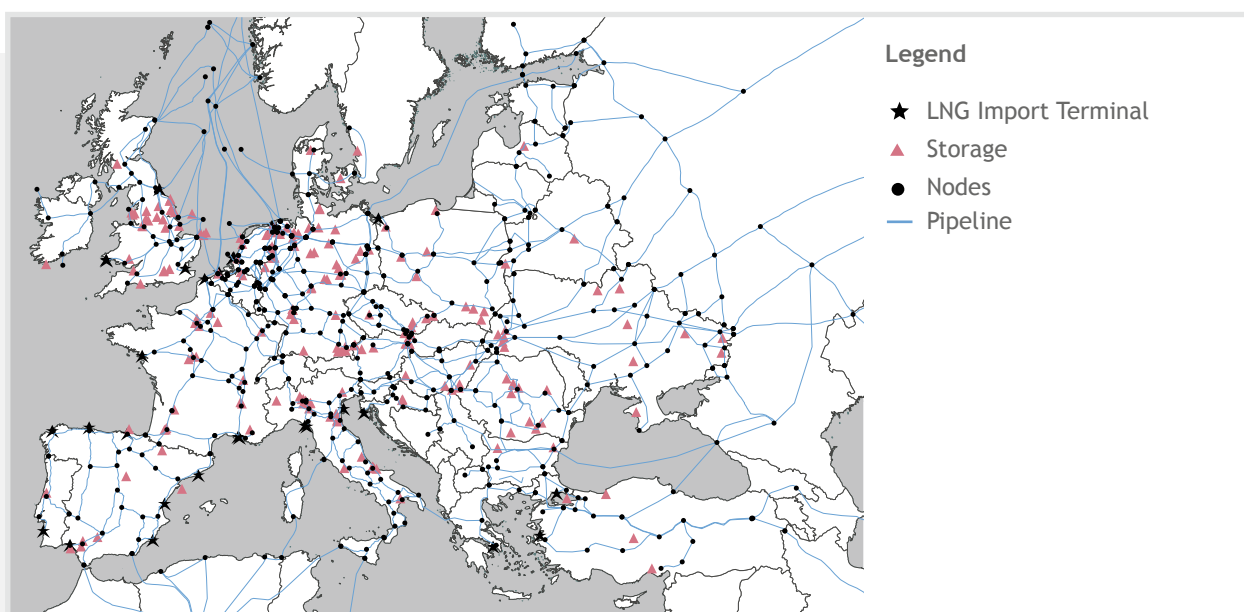 Legend
LNG Import Terminal
Storage
Nodes
Pipeline